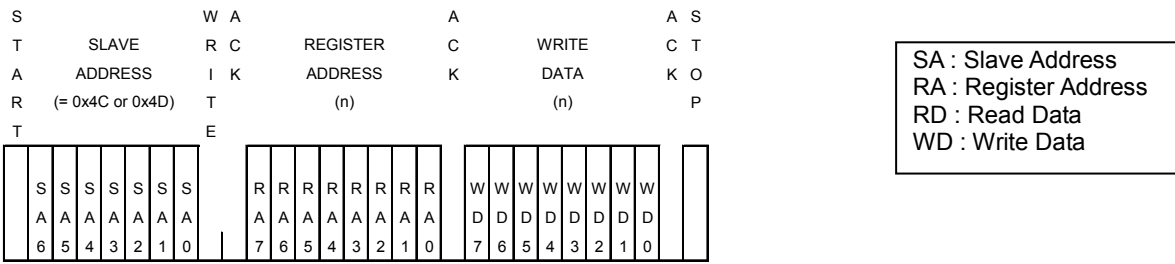 S W A A A S
T SLAVE R C REGISTER C WRITE C T
A ADDRESS I K ADDRESS K DATA K O
R (= 0x4C or 0x4D) T (n) (n) P
T E
S S S S S S S R R R R R R R R W W W W W W W W
A A A A A A A A A A A A A A A D D D D D D D D
6 5 4 3 2 1 0 7 6 5 4 3 2 1 0 7 6 5 4 3 2 1 0
SA : Slave Address
RA : Register Address
RD : Read Data
WD : Write Data